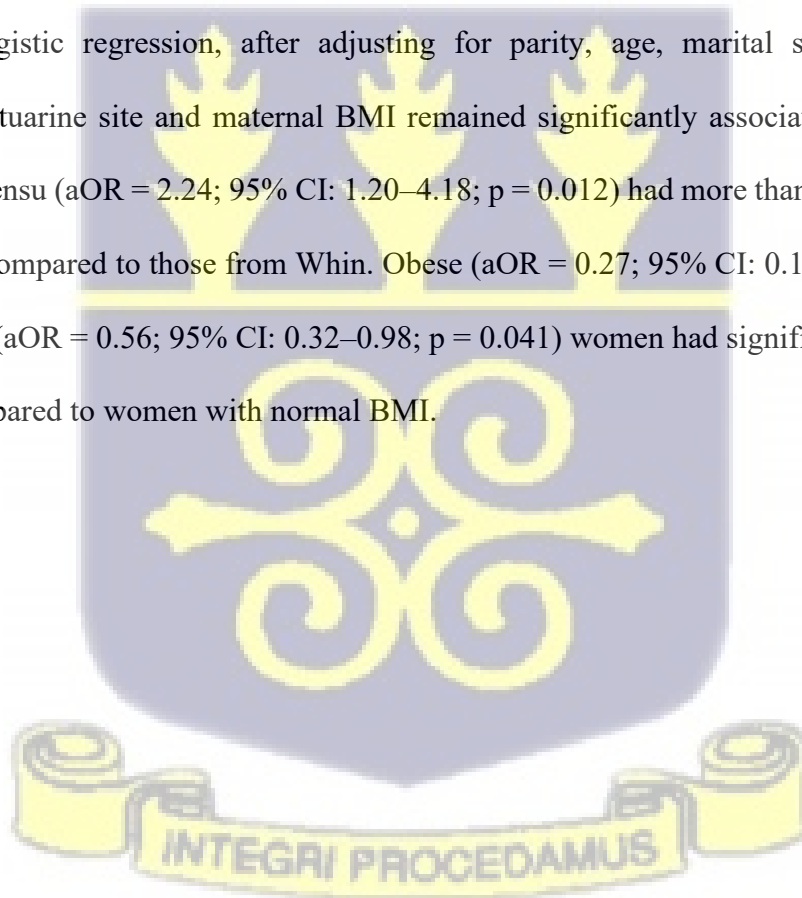 gistic regression, after adjusting for parity, age, marital s
tuarine site and maternal BMI remained significantly associa
ensu (aOR = 2.24; 95% CI: 1.20–4.18; p = 0.012) had more than
ompared to those from Whin. Obese (aOR = 0.27; 95% CI: 0.1
(aOR = 0.56; 95% CI: 0.32–0.98; p = 0.041) women had signifi
pared to women with normal BMI.
INTEGRI PROCEDAMUS